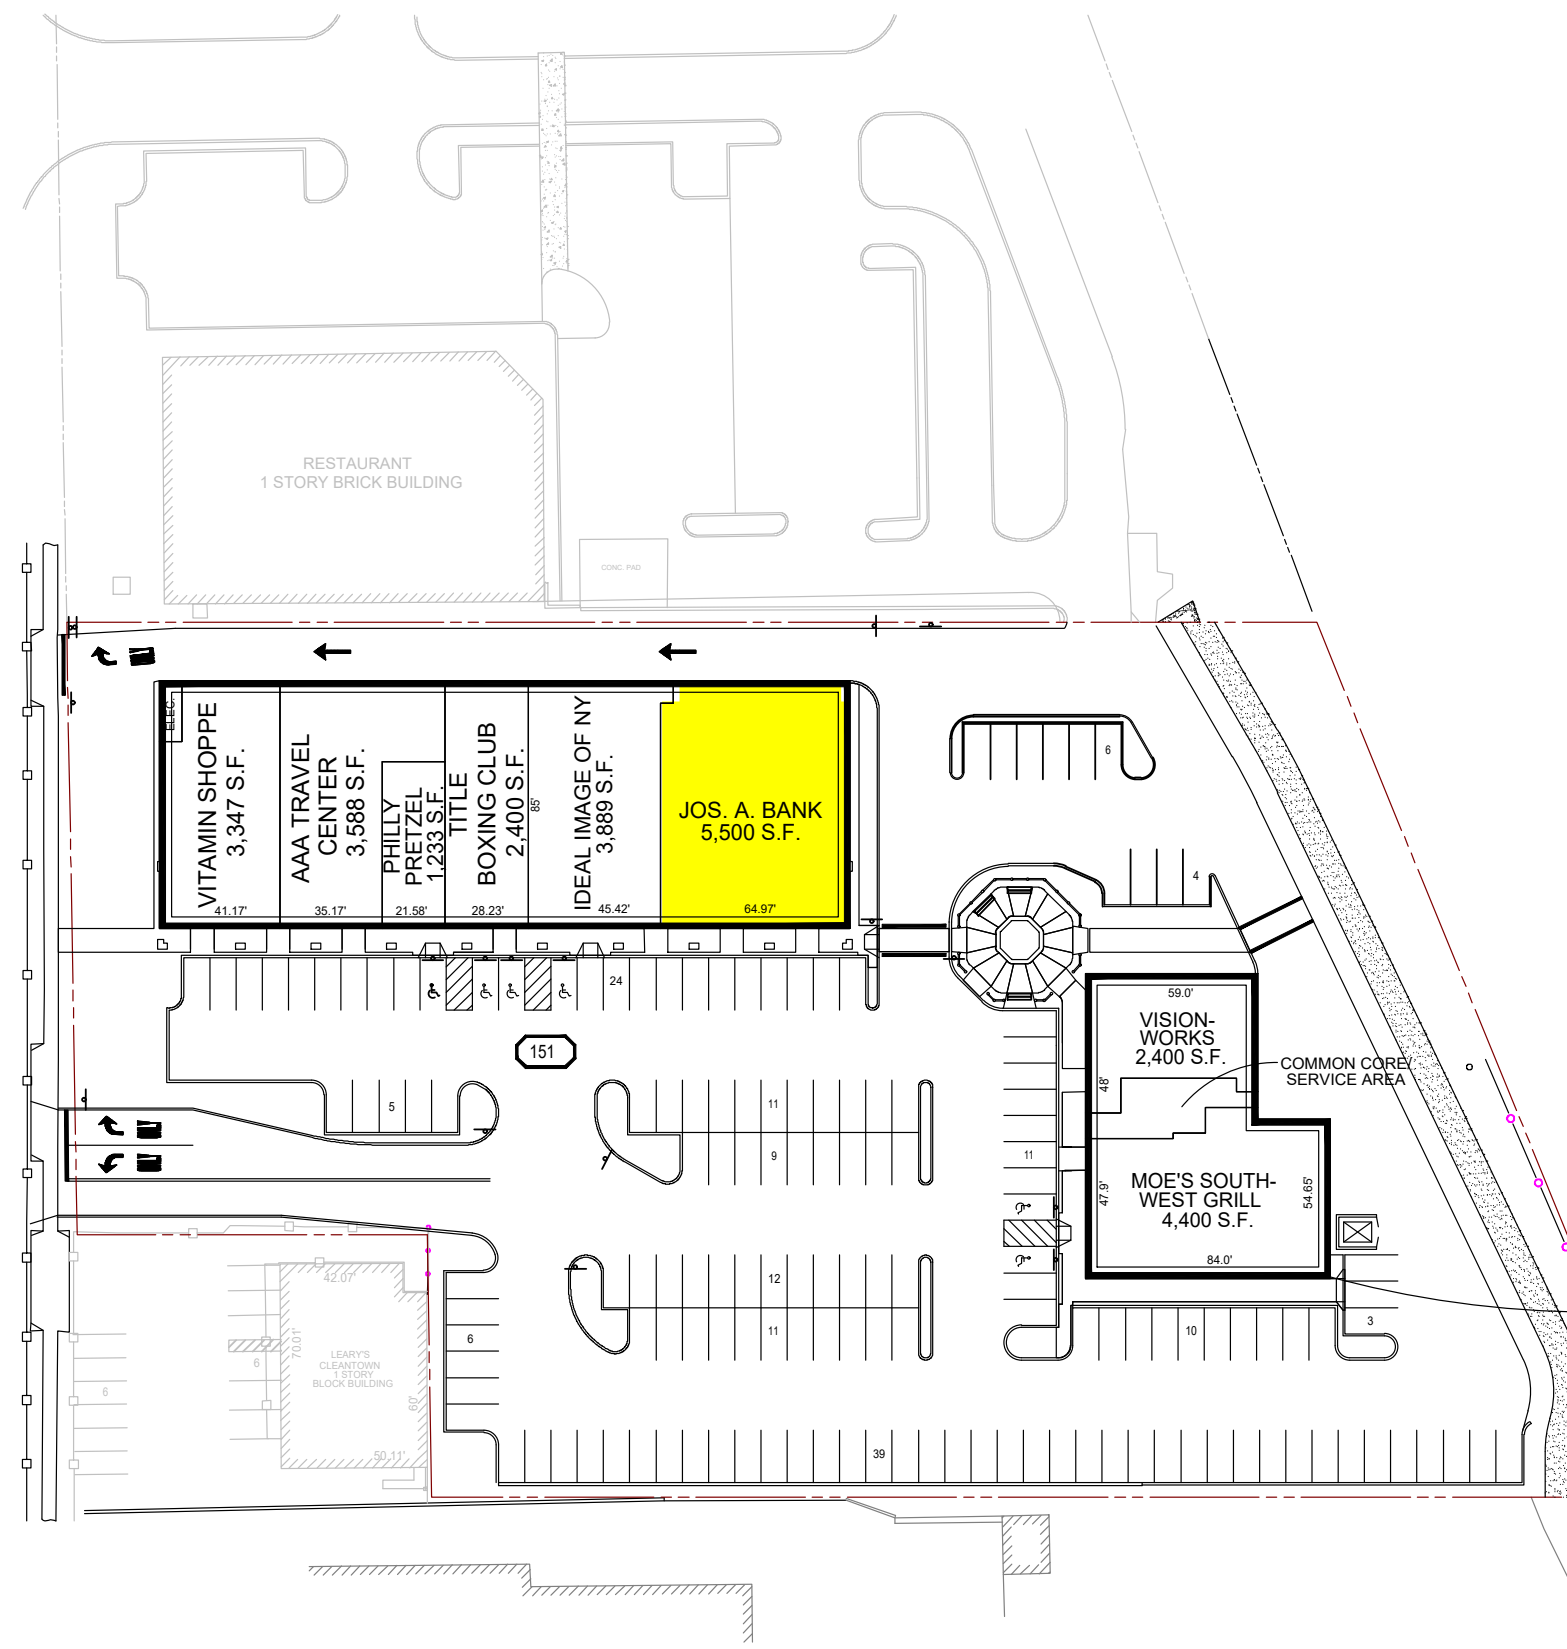 RESTAURANT
1 STORY BRICK BUILDING
CONC. PAD
ELEC.
VITAMIN SHOPPE
3,347 S.F.
41.17'
AAA TRAVEL
CENTER
3,588 S.F.
35.17'
PHILLY
PRETZEL
1,233 S.F.
21.58'
TITLE
BOXING CLUB
2,400 S.F.
28.23'
85'
IDEAL IMAGE OF NY
3,889 S.F.
45.42'
JOS. A. BANK
5,500 S.F.
64.97'
6
4
24
151
59.0'
VISION-
WORKS
2,400 S.F.
48'
COMMON CORE/
SERVICE AREA
5
11
9
11
MOE'S SOUTH-
WEST GRILL
4,400 S.F.
47.9'
54.65'
84.0'
12
11
10
3
6
39
42.07'
70.01'
LEARY'S
CLEANTOWN
1 STORY
BLOCK BUILDING
60'
50.11'
6
6